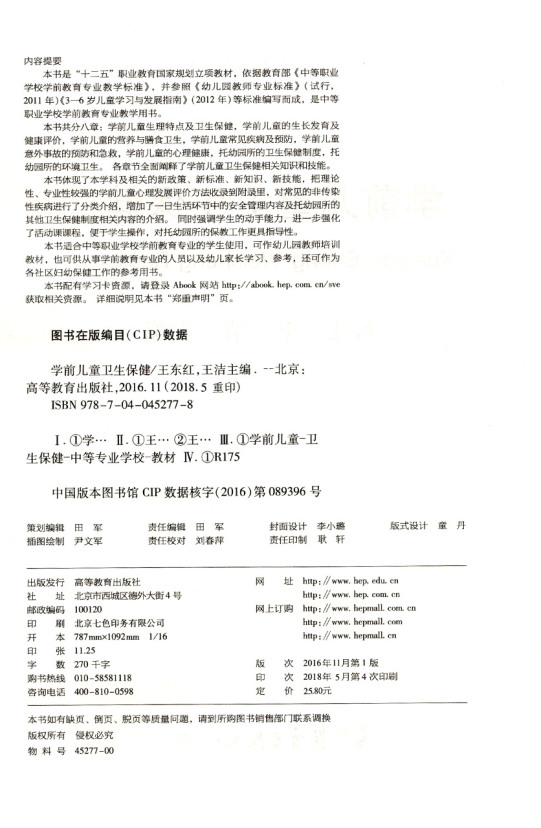 内容提要
本书是“十二五”职业教育国家规划立项教材，依据教育部《中等职业
学校学前教育专业教学标准》，并参照《幼儿园教师专业标准》（试行，
2011 年）《3—6 岁儿童学习与发展指南》（2012 年）等标准编写而成，是中等
职业学校学前教育专业教学用书。
本书共分八章：学前儿童生理特点及卫生保健，学前儿童的生长发育及
健康评价，学前儿童的营养与膳食卫生，学前儿童常见疾病及预防，学前儿童
意外事故的预防和急救，学前儿童的心理健康，托幼园所的卫生保健制度，托
幼园所的环境卫生。 各章节全面阐释了学前儿童卫生保健相关知识和技能。
本书体现了本学科及相关的新政策、新标准、新知识、新技能，把理论
性、专业性较强的学前儿童心理发展评价方法收录到附录里，对常见的非传染
性疾病进行了分类介绍，增加了一日生活环节中的安全管理内容及托幼园所的
其他卫生保健制度相关内容的介绍。 同时强调学生的动手能力，进一步强化
了活动课课程，便于学生操作，对托幼园所的保教工作更具指导性。
本书适合中等职业学校学前教育专业的学生使用，可作幼儿园教师培训
教材，也可供从事学前教育专业的人员以及幼儿家长学习、参考，还可作为
各社区妇幼保健工作的参考用书。
本书配有学习卡资源，请登录 Abook 网站 http://abook. hep. com. cn/sve
获取相关资源。 详细说明见本书“郑重声明”页。
图书在版编目（CIP）数据
学前儿童卫生保健/王东红，王洁主编．--北京：
高等教育出版社，2016. 11（2018. 5 重印）
ISBN 978-7-04-045277-8
Ⅰ. ①学… Ⅱ. ①王… ②王… Ⅲ. ①学前儿童-卫
生保健-中等专业学校-教材 Ⅳ. ①R175
中国版本图书馆 CIP 数据核字（2016）第 089396 号
策划编辑 田 军 责任编辑 田 军 封面设计 李小璐 版式设计 童 丹
插图绘制 尹文军 责任校对 刘春萍 责任印制 耿 轩
出版发行 高等教育出版社 网 址 http://www. hep. edu. cn
社 址 北京市西城区德外大街 4 号 http://www. hep. com. cn
邮政编码 100120 网上订购 http://www. hepmall. com. cn
印 刷 北京七色印务有限公司 http://www. hepmall. com
开 本 787mm×1092mm 1/16 http://www. hepmall. cn
印 张 11.25
字 数 270 千字 版 次 2016 年 11 月第 1 版
购书热线 010-58581118 印 次 2018 年 5 月第 4 次印刷
咨询电话 400-810-0598 定 价 25.80元
本书如有缺页、倒页、脱页等质量问题，请到所购图书销售部门联系调换
版权所有 侵权必究
物 料 号 45277-00